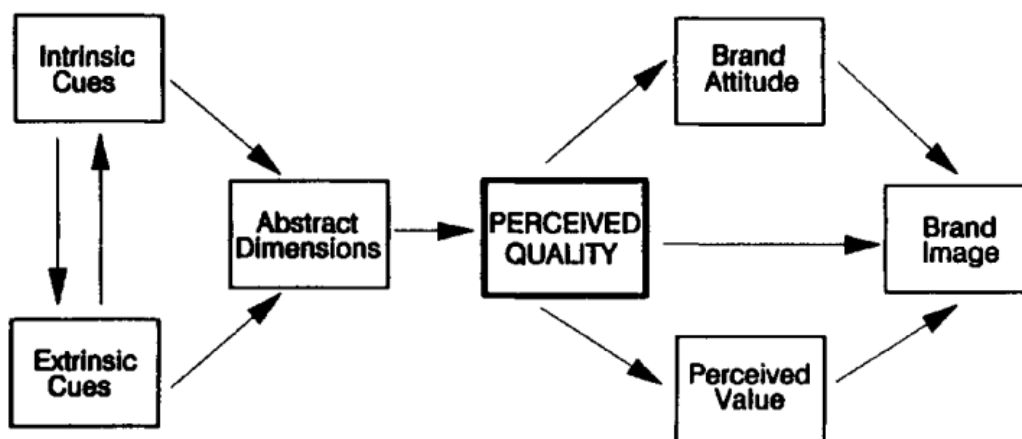 Intrinsic
Cues
Extrinsic
Cues
Abstract
Dimensions
PERCEIVED
QUALITY
Brand
Attitude
Perceived
Value
Brand
Image